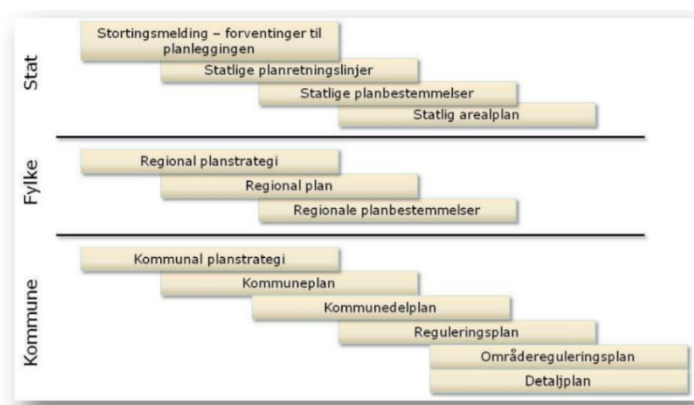 Stat
Stortingsmelding – forventinger til
planleggingen
Statlige planretningslinjer
Statlige planbestemmelser
Statlig arealplan
Fylke
Regional planstrategi
Regional plan
Regionale planbestemmelser
Kommune
Kommunal planstrategi
Kommuneplan
Kommunedelplan
Reguleringsplan
Områdereguleringsplan
Detaljplan